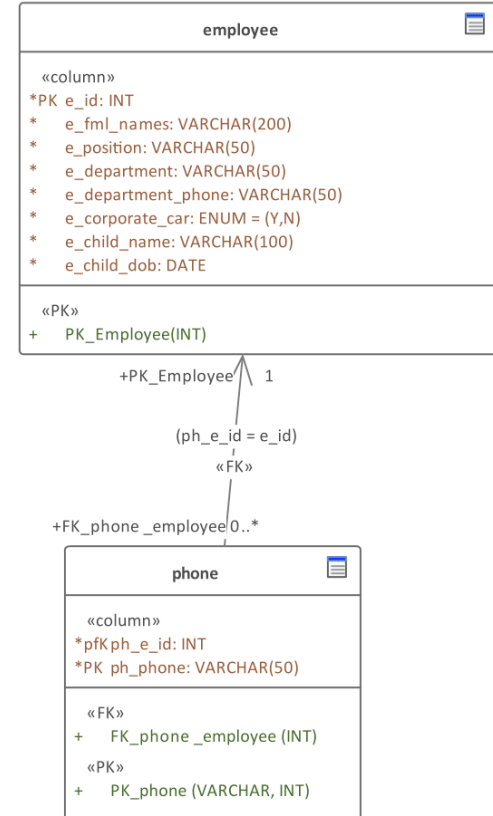 employee
«column»
*PK e_id: INT
* e_fml_names: VARCHAR(200)
* e_position: VARCHAR(50)
* e_department: VARCHAR(50)
* e_department_phone: VARCHAR(50)
* e_corporate_car: ENUM = (Y,N)
* e_child_name: VARCHAR(100)
* e_child_dob: DATE
«PK»
+ PK_Employee(INT)
+PK_Employee 1
(ph_e_id = e_id)
«FK»
+FK_phone _employee 0..*
phone
«column»
*pfK ph_e_id: INT
*PK ph_phone: VARCHAR(50)
«FK»
+ FK_phone _employee (INT)
«PK»
+ PK_phone (VARCHAR, INT)